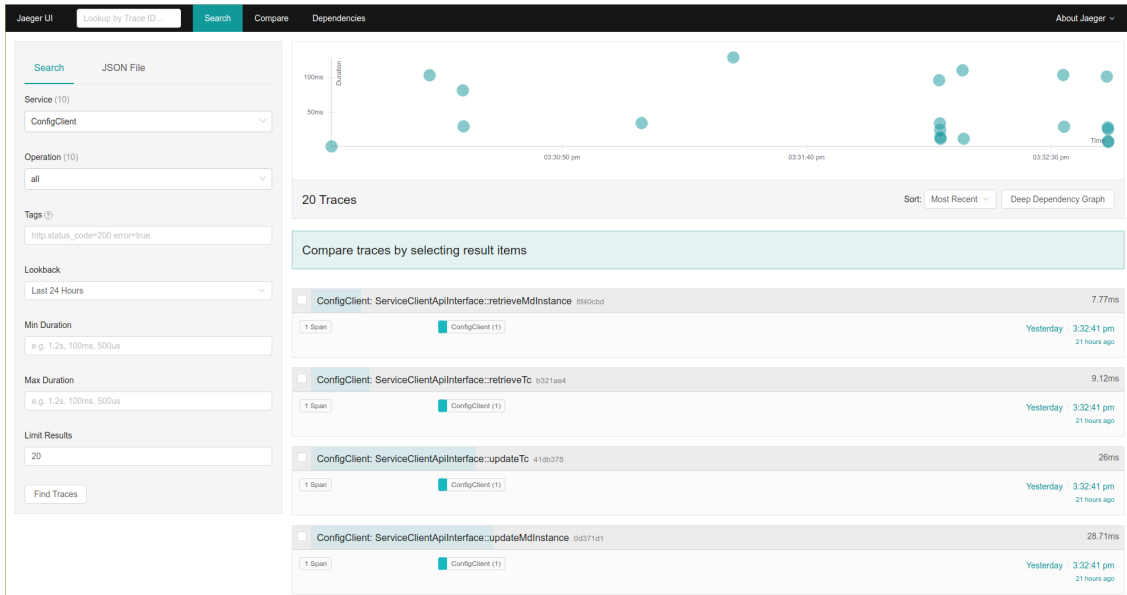 Jaeger UI
Lookup by Trace ID...
Search
Compare
Dependencies
About Jaeger
Search
JSON File
Service (10)
ConfigClient
Operation (10)
all
Tags
http.status_code=200 error=true
Lookback
Last 24 Hours
Min Duration
e.g. 1.2s, 100ms, 500us
Max Duration
e.g. 1.2s, 100ms, 500us
Limit Results
20
Find Traces
Duration
100ms
50ms
Time
03:30:50 pm
03:31:40 pm
03:32:30 pm
20 Traces
Sort:
Most Recent
Deep Dependency Graph
Compare traces by selecting result items
ConfigClient: ServiceClientApiInterface::retrieveMdInstance 8f40cbd
7.77ms
1 Span
ConfigClient (1)
Yesterday 3:32:41 pm
21 hours ago
ConfigClient: ServiceClientApiInterface::retrieveTc b321ae4
9.12ms
1 Span
ConfigClient (1)
Yesterday 3:32:41 pm
21 hours ago
ConfigClient: ServiceClientApiInterface::updateTc 41db378
26ms
1 Span
ConfigClient (1)
Yesterday 3:32:41 pm
21 hours ago
ConfigClient: ServiceClientApiInterface::updateMdInstance 0d371d1
28.71ms
1 Span
ConfigClient (1)
Yesterday 3:32:41 pm
21 hours ago